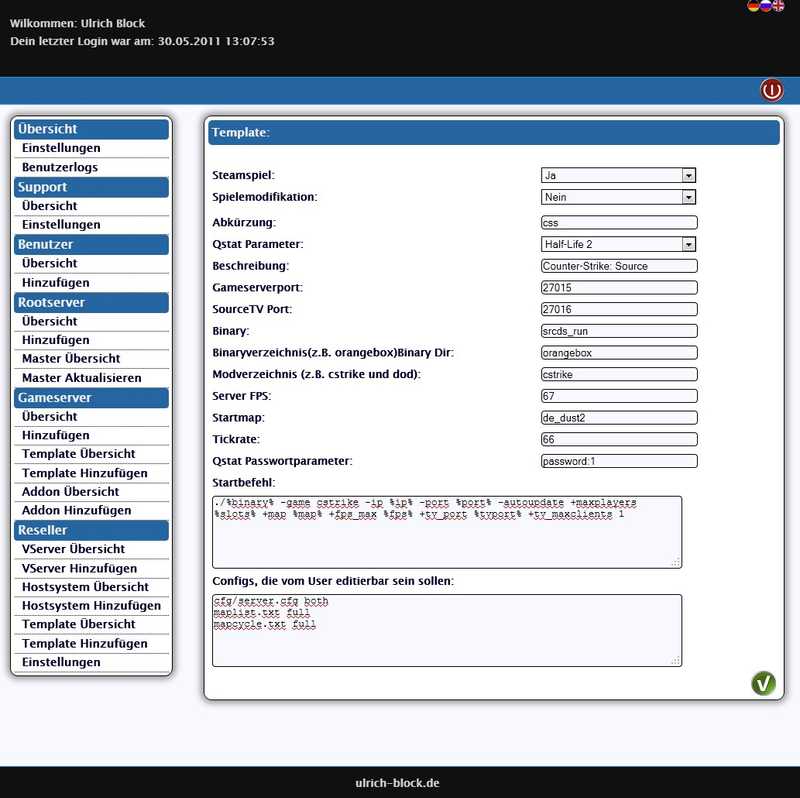 Wilkommen: Ulrich Block
Dein letzter Login war am: 30.05.2011 13:07:53
Übersicht
Einstellungen
Benutzerlogs
Support
Übersicht
Einstellungen
Benutzer
Übersicht
Hinzufügen
Rootserver
Übersicht
Hinzufügen
Master Übersicht
Master Aktualisieren
Gameserver
Übersicht
Hinzufügen
Template Übersicht
Template Hinzufügen
Addon Übersicht
Addon Hinzufügen
Reseller
VServer Übersicht
VServer Hinzufügen
Hostsystem Übersicht
Hostsystem Hinzufügen
Template Übersicht
Template Hinzufügen
Einstellungen
Template:
Steamspiel: Ja
Spielemodifikation: Nein
Abkürzung: css
Qstat Parameter: Half-Life 2
Beschreibung: Counter-Strike: Source
Gameserverport: 27015
SourceTV Port: 27016
Binary: srcds_run
Binaryverzeichnis(z.B. orangebox)Binary Dir: orangebox
Modverzeichnis (z.B. cstrike und dod): cstrike
Server FPS: 67
Startmap: de_dust2
Tickrate: 66
Qstat Passwortparameter: password:1
Startbefehl:
./%binary% -game cstrike -ip %ip% -port %port% -autoupdate +maxplayers
%slots% +map %map% +fps_max %fps% +tv_port %tvport% +tv_maxclients 1
Configs, die vom User editierbar sein sollen:
cfg/server.cfg both
maplist.txt full
mapcycle.txt full
ulrich-block.de